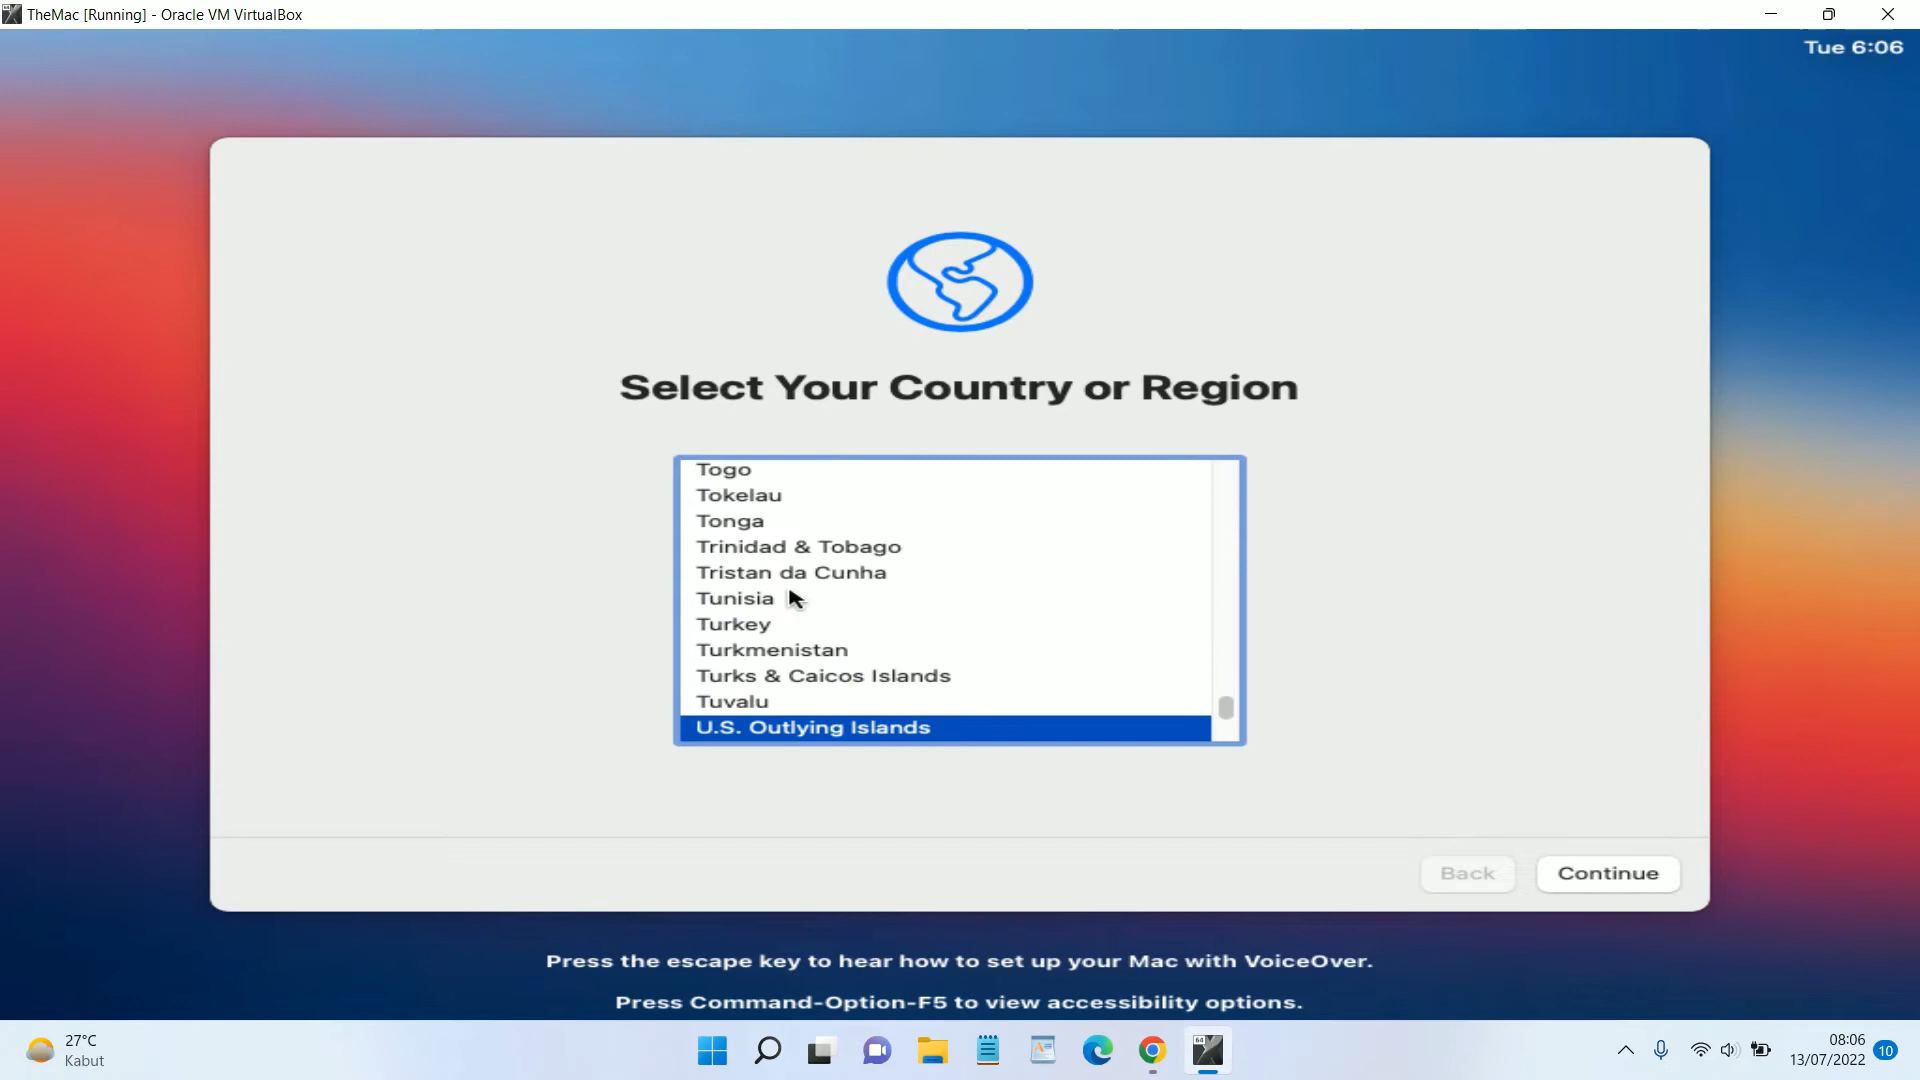 TheMac [Running] - Oracle VM VirtualBox
Tue 6:06
Select Your Country or Region
Togo
Tokelau
Tonga
Trinidad & Tobago
Tristan da Cunha
Tunisia
Turkey
Turkmenistan
Turks & Caicos Islands
Tuvalu
U.S. Outlying Islands
Back
Continue
Press the escape key to hear how to set up your Mac with VoiceOver.
Press Command-Option-F5 to view accessibility options.
27°C
Kabut
64
08:06
13/07/2022
10